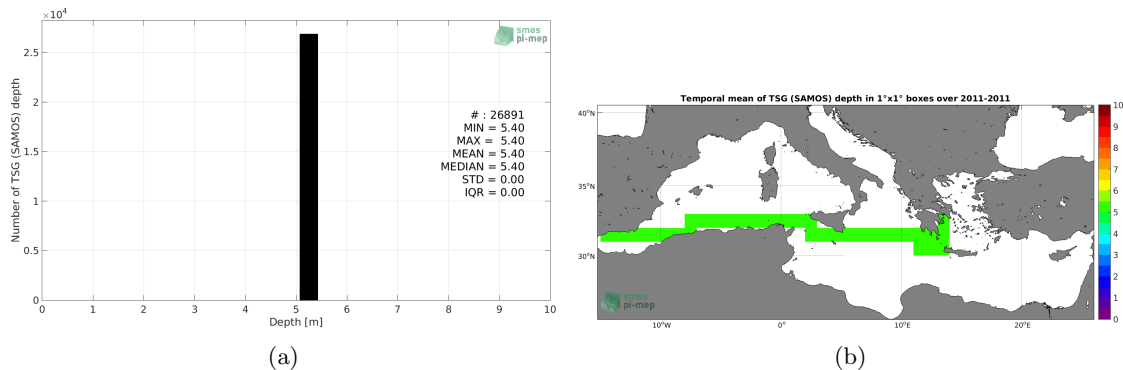 ×10⁴
smos
pi-mep
2.5
2
1.5
1
0.5
0
Number of TSG (SAMOS) depth
# : 26891
MIN = 5.40
MAX = 5.40
MEAN = 5.40
MEDIAN = 5.40
STD = 0.00
IQR = 0.00
0 1 2 3 4 5 6 7 8 9 10
Depth [m]
(a)
Temporal mean of TSG (SAMOS) depth in 1°x1° boxes over 2011-2011
40°N
35°N
30°N
smos
pi-mep
10°W 0° 10°E 20°E
10
9
8
7
6
5
4
3
2
1
0
(b)